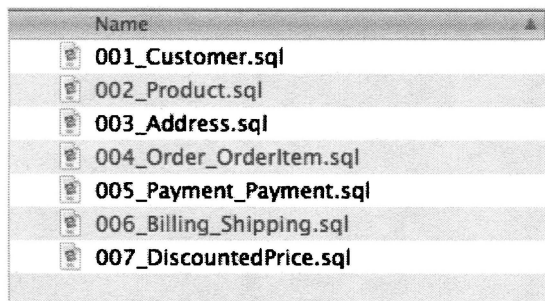 Name
001_Customer.sql
002_Product.sql
003_Address.sql
004_Order_OrderItem.sql
005_Payment_Payment.sql
006_Billing_Shipping.sql
007_DiscountedPrice.sql